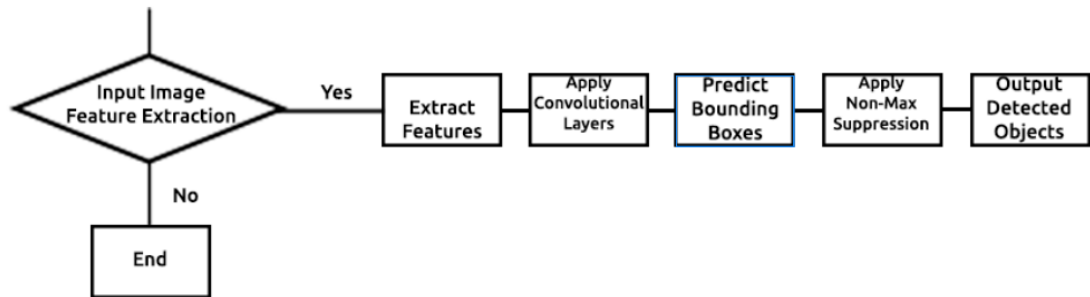 Input Image
Feature Extraction
Yes
Extract
Features
Apply
Convolutional
Layers
Predict
Bounding
Boxes
Apply
Non-Max
Suppression
Output
Detected
Objects
No
End